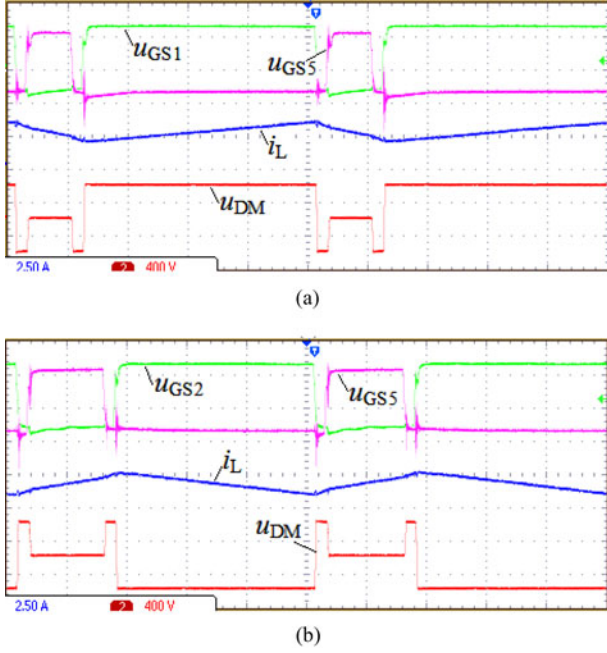 uGS1
uGS5
iL
uDM
2.50 A 2 400 V
(a)
uGS2
uGS5
iL
uDM
2.50 A 2 400 V
(b)